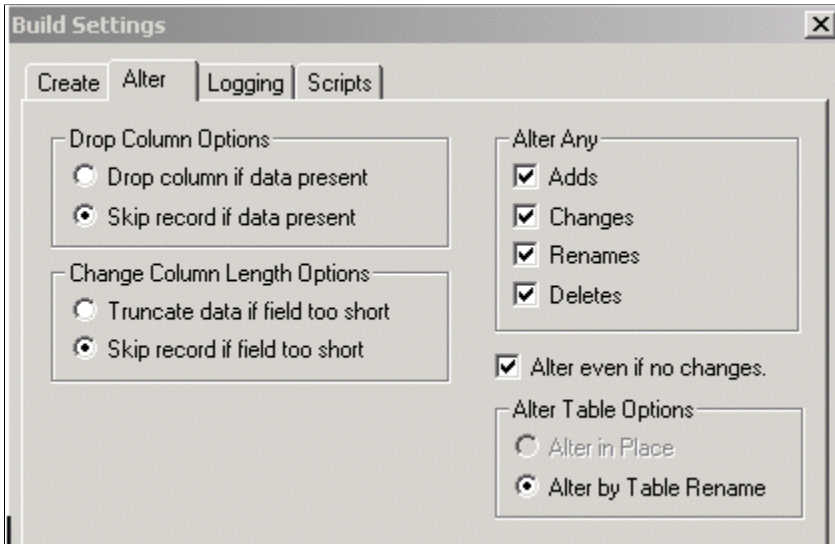 Build Settings
Create Alter Logging Scripts
Drop Column Options
Drop column if data present
Skip record if data present
Change Column Length Options
Truncate data if field too short
Skip record if field too short
Alter Any
Adds
Changes
Renames
Deletes
Alter even if no changes.
Alter Table Options
Alter in Place
Alter by Table Rename